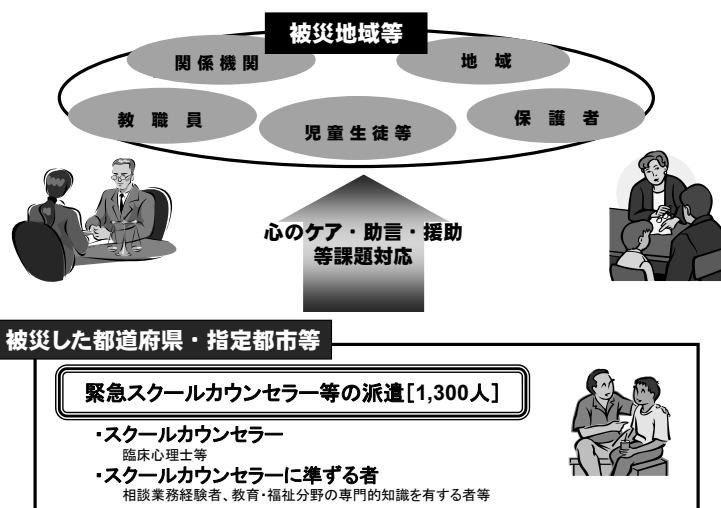 被災地域等
関係機関
地域
教職員
児童生徒等
保護者
心のケア・助言・援助
等課題対応
被災した都道府県・指定都市等
緊急スクールカウンセラー等の派遣[1,300人]
・スクールカウンセラー
臨床心理士等
・スクールカウンセラーに準ずる者
相談業務経験者、教育・福祉分野の専門的知識を有する者等